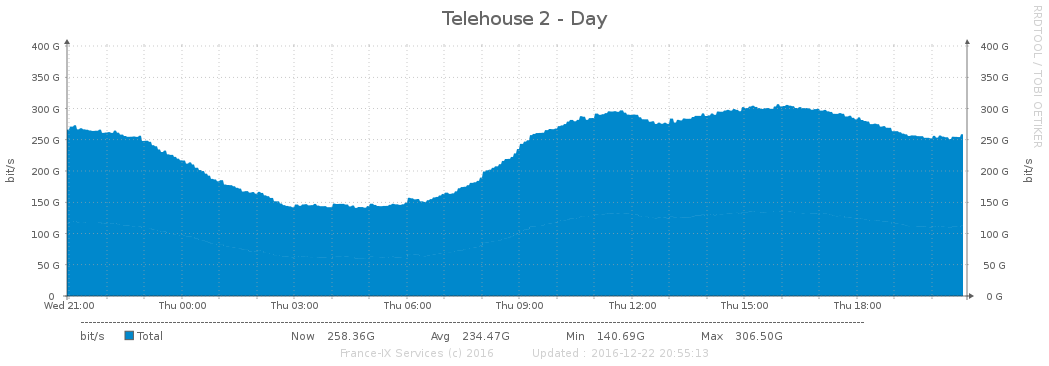 Telehouse 2 - Day
RRDTOOL / TOBI OETIKER
bit/s
400 G 400 G
350 G 350 G
300 G 300 G
250 G 250 G
200 G 200 G
150 G 150 G
100 G 100 G
50 G 50 G
0 0 G
bit/s
Wed 21:00 Thu 00:00 Thu 03:00 Thu 06:00 Thu 09:00 Thu 12:00 Thu 15:00 Thu 18:00
bit/s Total Now 258.36G Avg 234.47G Min 140.69G Max 306.50G
France-IX Services (c) 2016 Updated : 2016-12-22 20:55:13